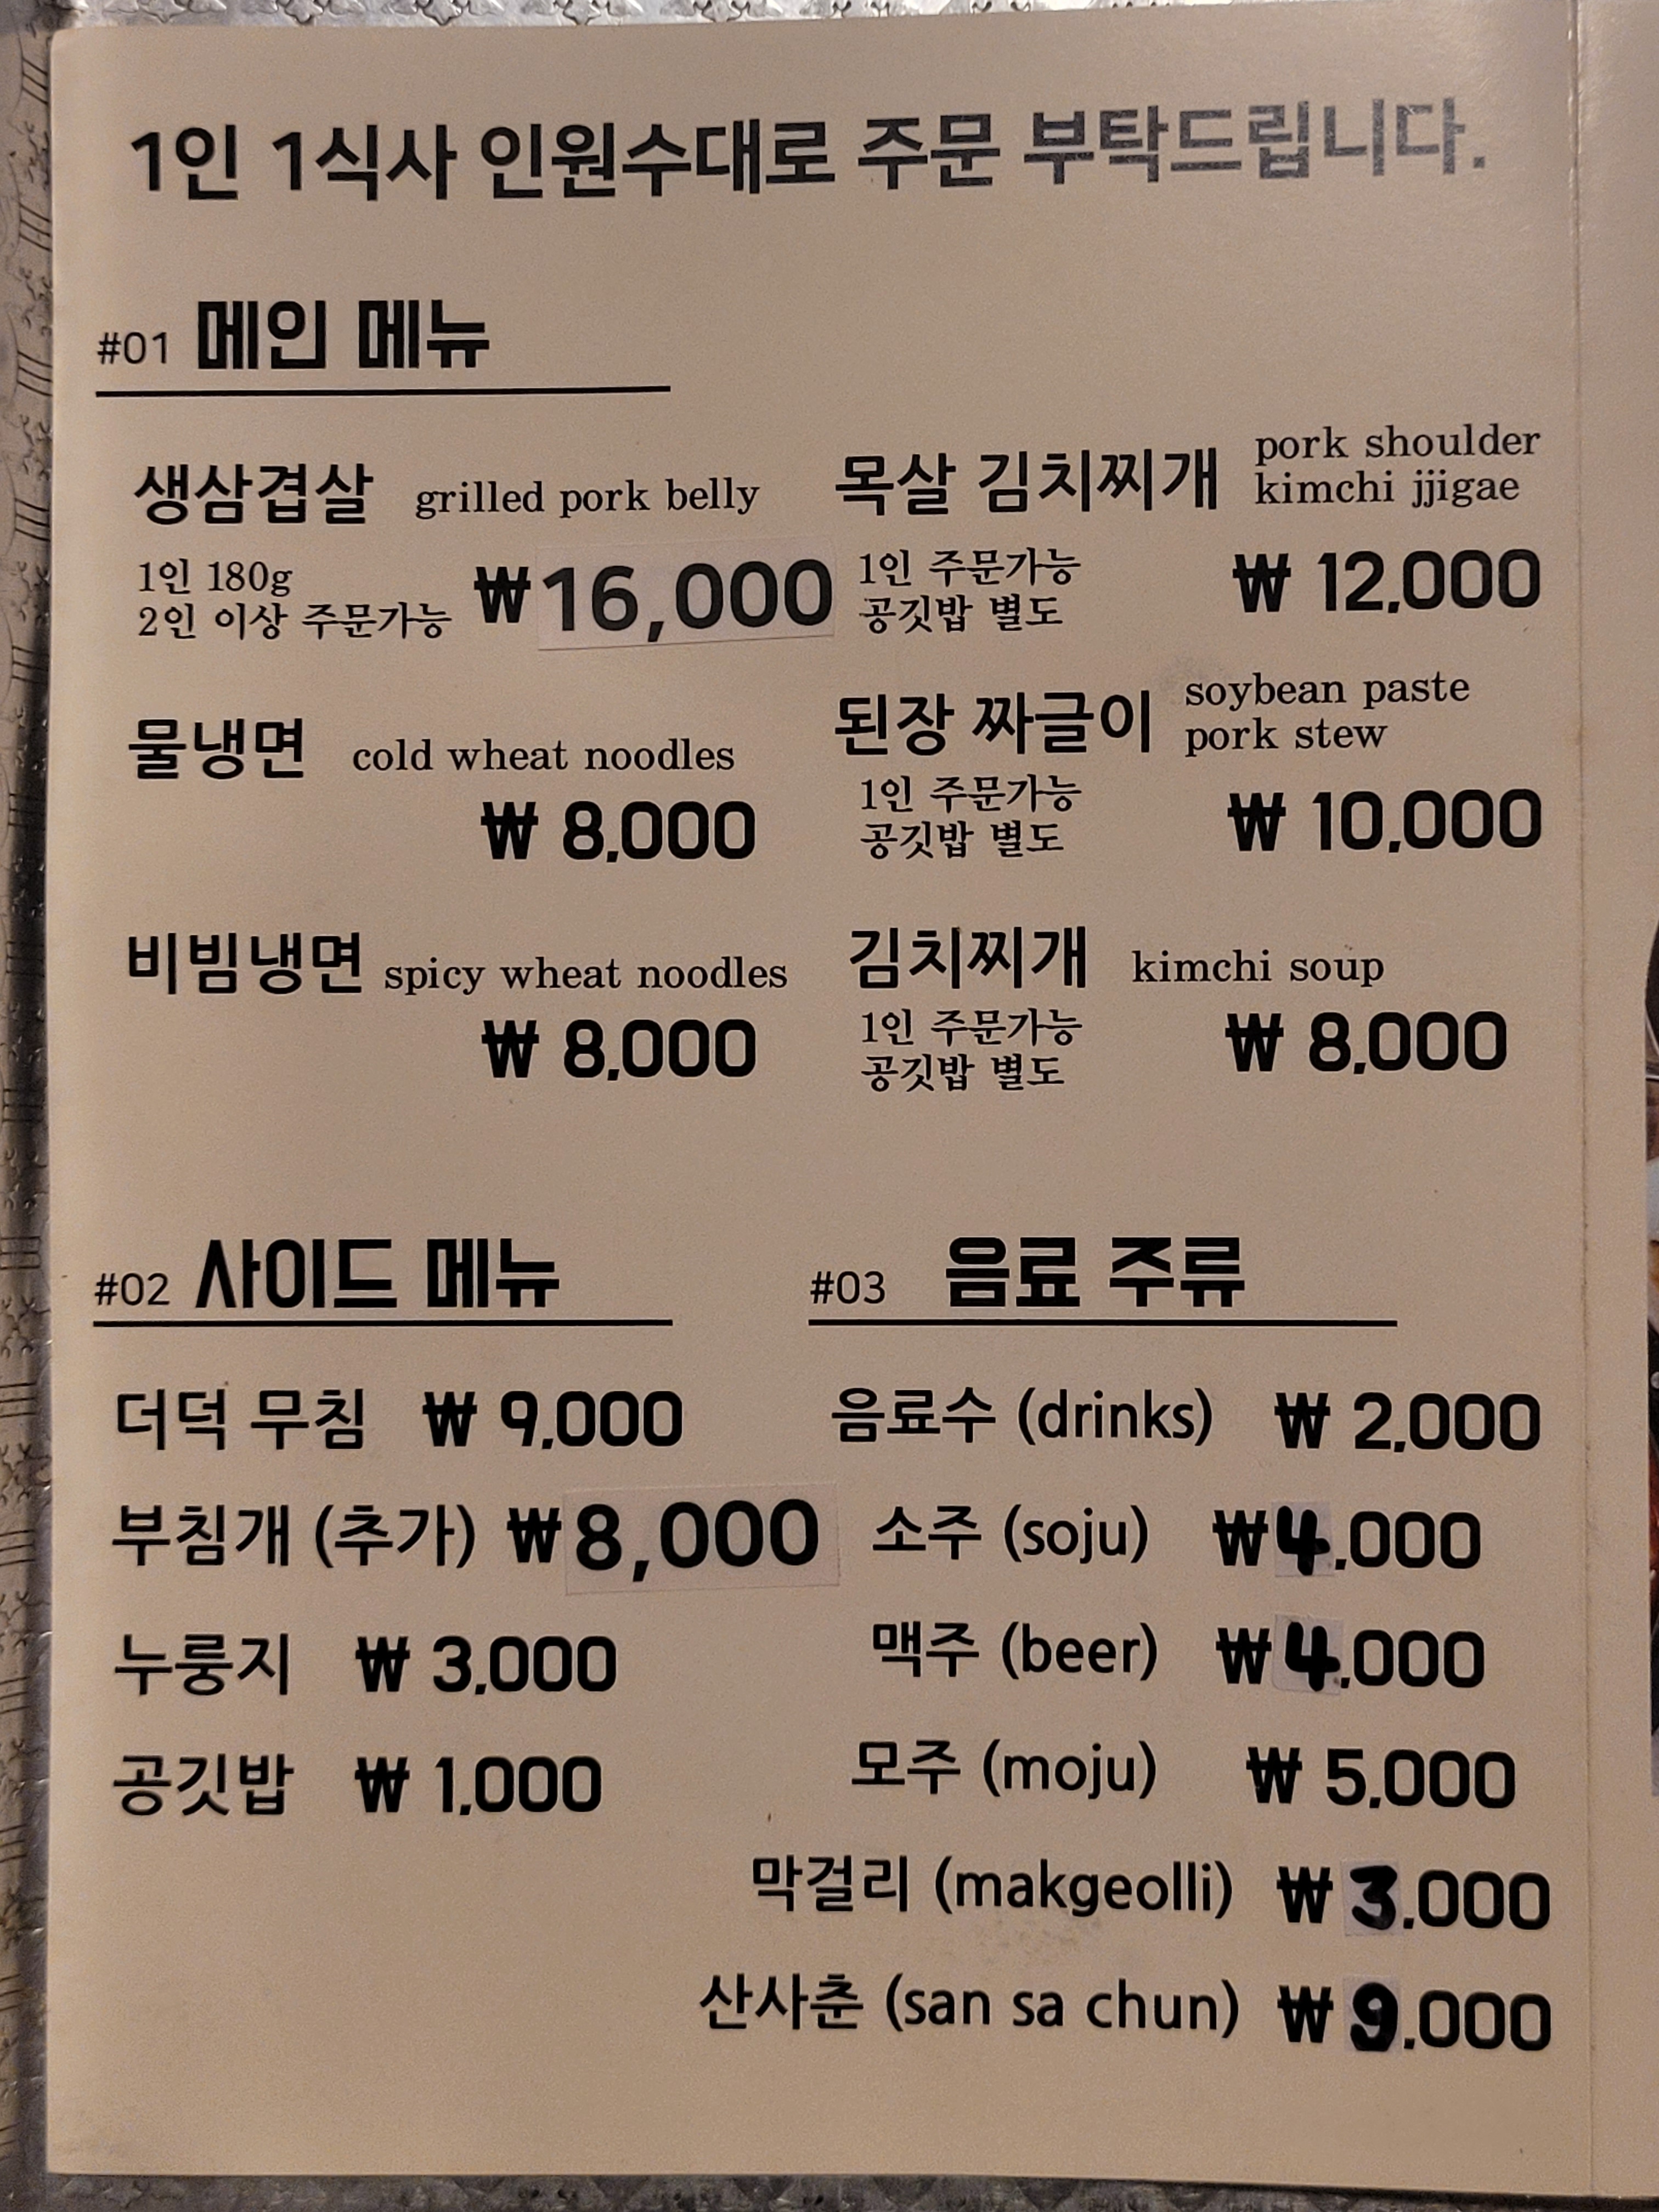 1인 1식사 인원수대로 주문 부탁드립니다.
#01 메인 메뉴
생삼겹살 grilled pork belly
1인 180g
2인 이상 주문가능 ₩16,000
물냉면 cold wheat noodles
₩ 8,000
비빔냉면 spicy wheat noodles
₩ 8,000
목살 김치찌개 pork shoulder
kimchi jjigae
1인 주문가능
공깃밥 별도 ₩ 12,000
된장 짜글이 soybean paste
pork stew
1인 주문가능
공깃밥 별도 ₩ 10,000
김치찌개 kimchi soup
1인 주문가능
공깃밥 별도 ₩ 8,000
#02 사이드 메뉴
더덕 무침 ₩ 9,000
부침개 (추가) ₩8,000
누룽지 ₩ 3,000
공깃밥 ₩ 1,000
#03 음료 주류
음료수 (drinks) ₩ 2,000
소주 (soju) ₩4,000
맥주 (beer) ₩4,000
모주 (moju) ₩ 5,000
막걸리 (makgeolli) ₩ 3,000
산사춘 (san sa chun) ₩ 9,000